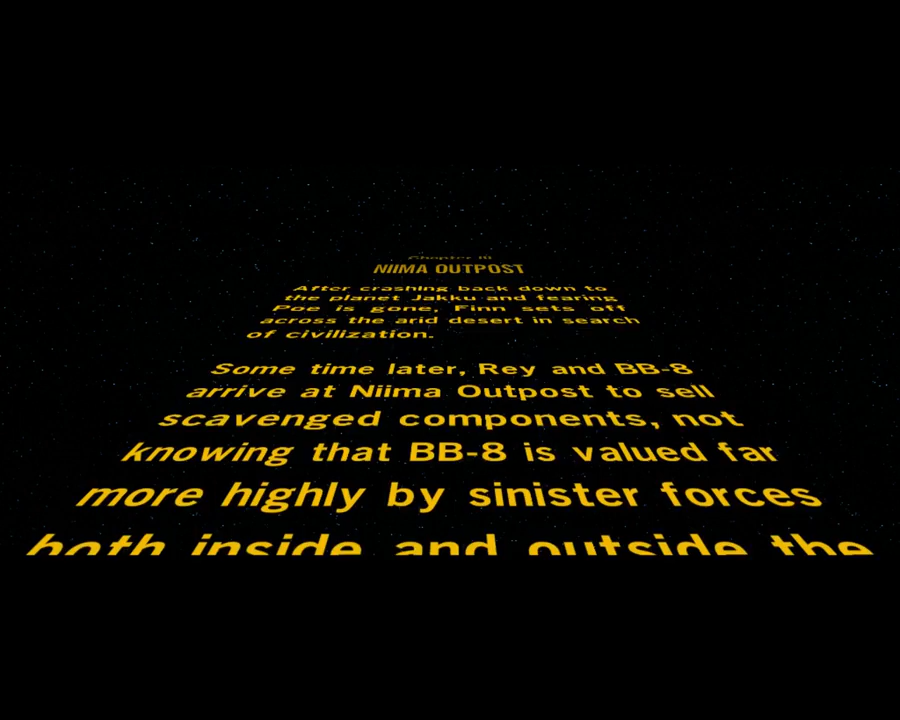 Chapter III
NIIMA OUTPOST
After crashing back down to
the planet Jakku and fearing
Poe is gone, Finn sets off
across the arid desert in search
of civilization.
Some time later, Rey and BB-8
arrive at Niima Outpost to sell
scavenged components, not
knowing that BB-8 is valued far
more highly by sinister forces
both inside and outside the